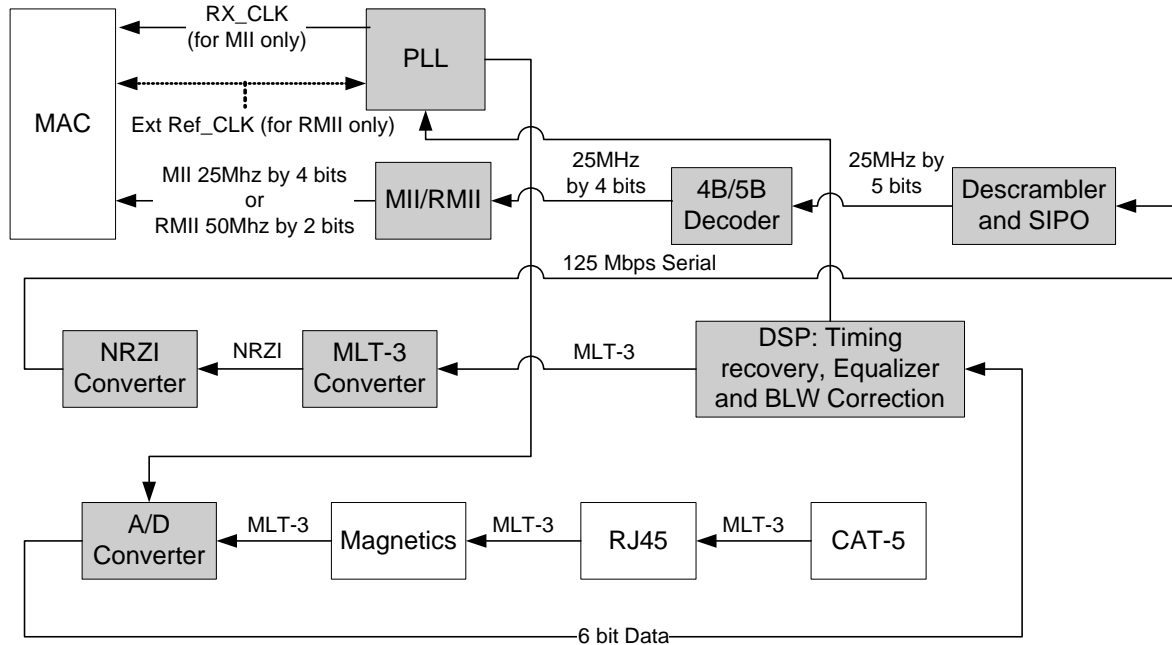 RX_CLK
(for MII only)
PLL
MAC
Ext Ref_CLK (for RMII only)
MII 25Mhz by 4 bits
or
RMII 50Mhz by 2 bits
MII/RMII
25MHz
by 4 bits
4B/5B
Decoder
25MHz by
5 bits
Descrambler
and SIPO
125 Mbps Serial
NRZI
Converter
NRZI
MLT-3
Converter
MLT-3
DSP: Timing
recovery, Equalizer
and BLW Correction
A/D
Converter
MLT-3
Magnetics
MLT-3
RJ45
MLT-3
CAT-5
6 bit Data